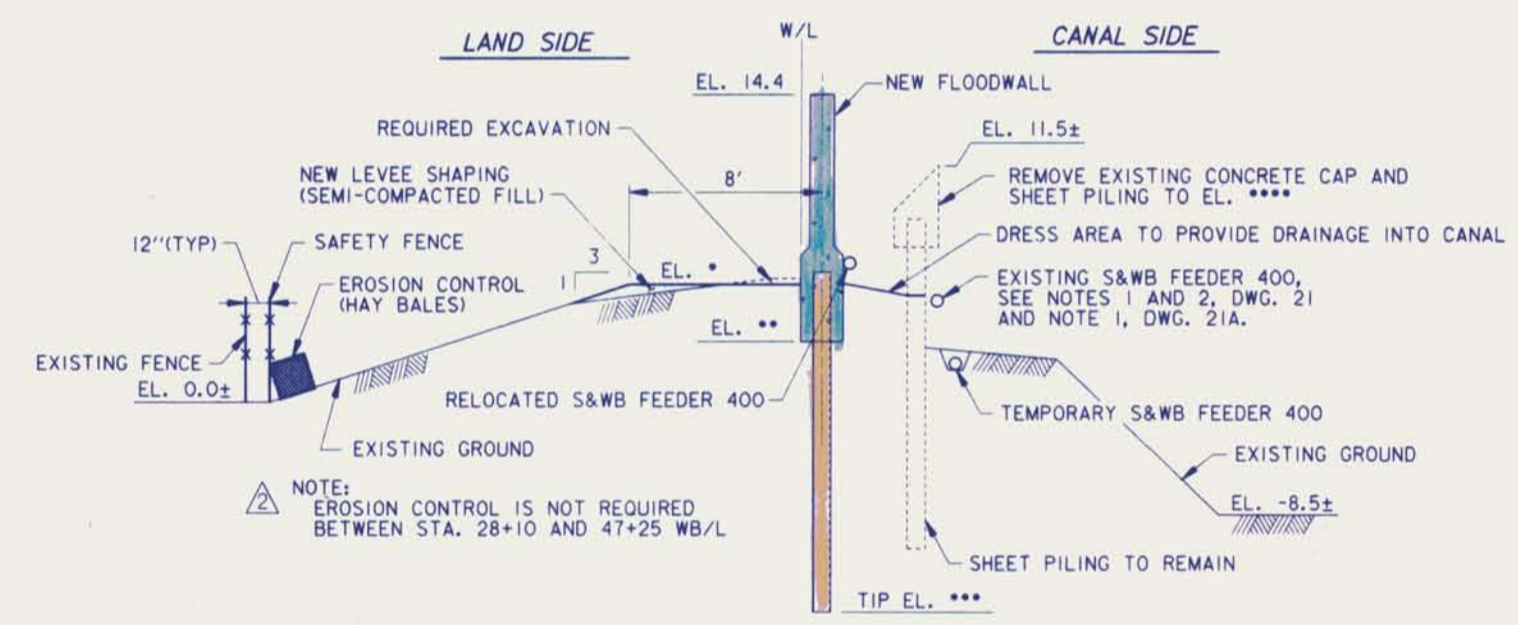 LAND SIDE
W/L
CANAL SIDE
EL. 14.4
NEW FLOODWALL
REQUIRED EXCAVATION
EL. 11.5±
NEW LEVEE SHAPING
(SEMI-COMPACTED FILL)
8'
REMOVE EXISTING CONCRETE CAP AND
SHEET PILING TO EL. ••••
12"(TYP)
SAFETY FENCE
DRESS AREA TO PROVIDE DRAINAGE INTO CANAL
3
1
EL. •
EROSION CONTROL
(HAY BALES)
EXISTING S&WB FEEDER 400,
SEE NOTES 1 AND 2, DWG. 21
AND NOTE 1, DWG. 21A.
EL. ••
EXISTING FENCE
EL. 0.0±
RELOCATED S&WB FEEDER 400
TEMPORARY S&WB FEEDER 400
EXISTING GROUND
EXISTING GROUND
2
NOTE:
EROSION CONTROL IS NOT REQUIRED
BETWEEN STA. 28+10 AND 47+25 WB/L
EL. -8.5±
SHEET PILING TO REMAIN
TIP EL. •••